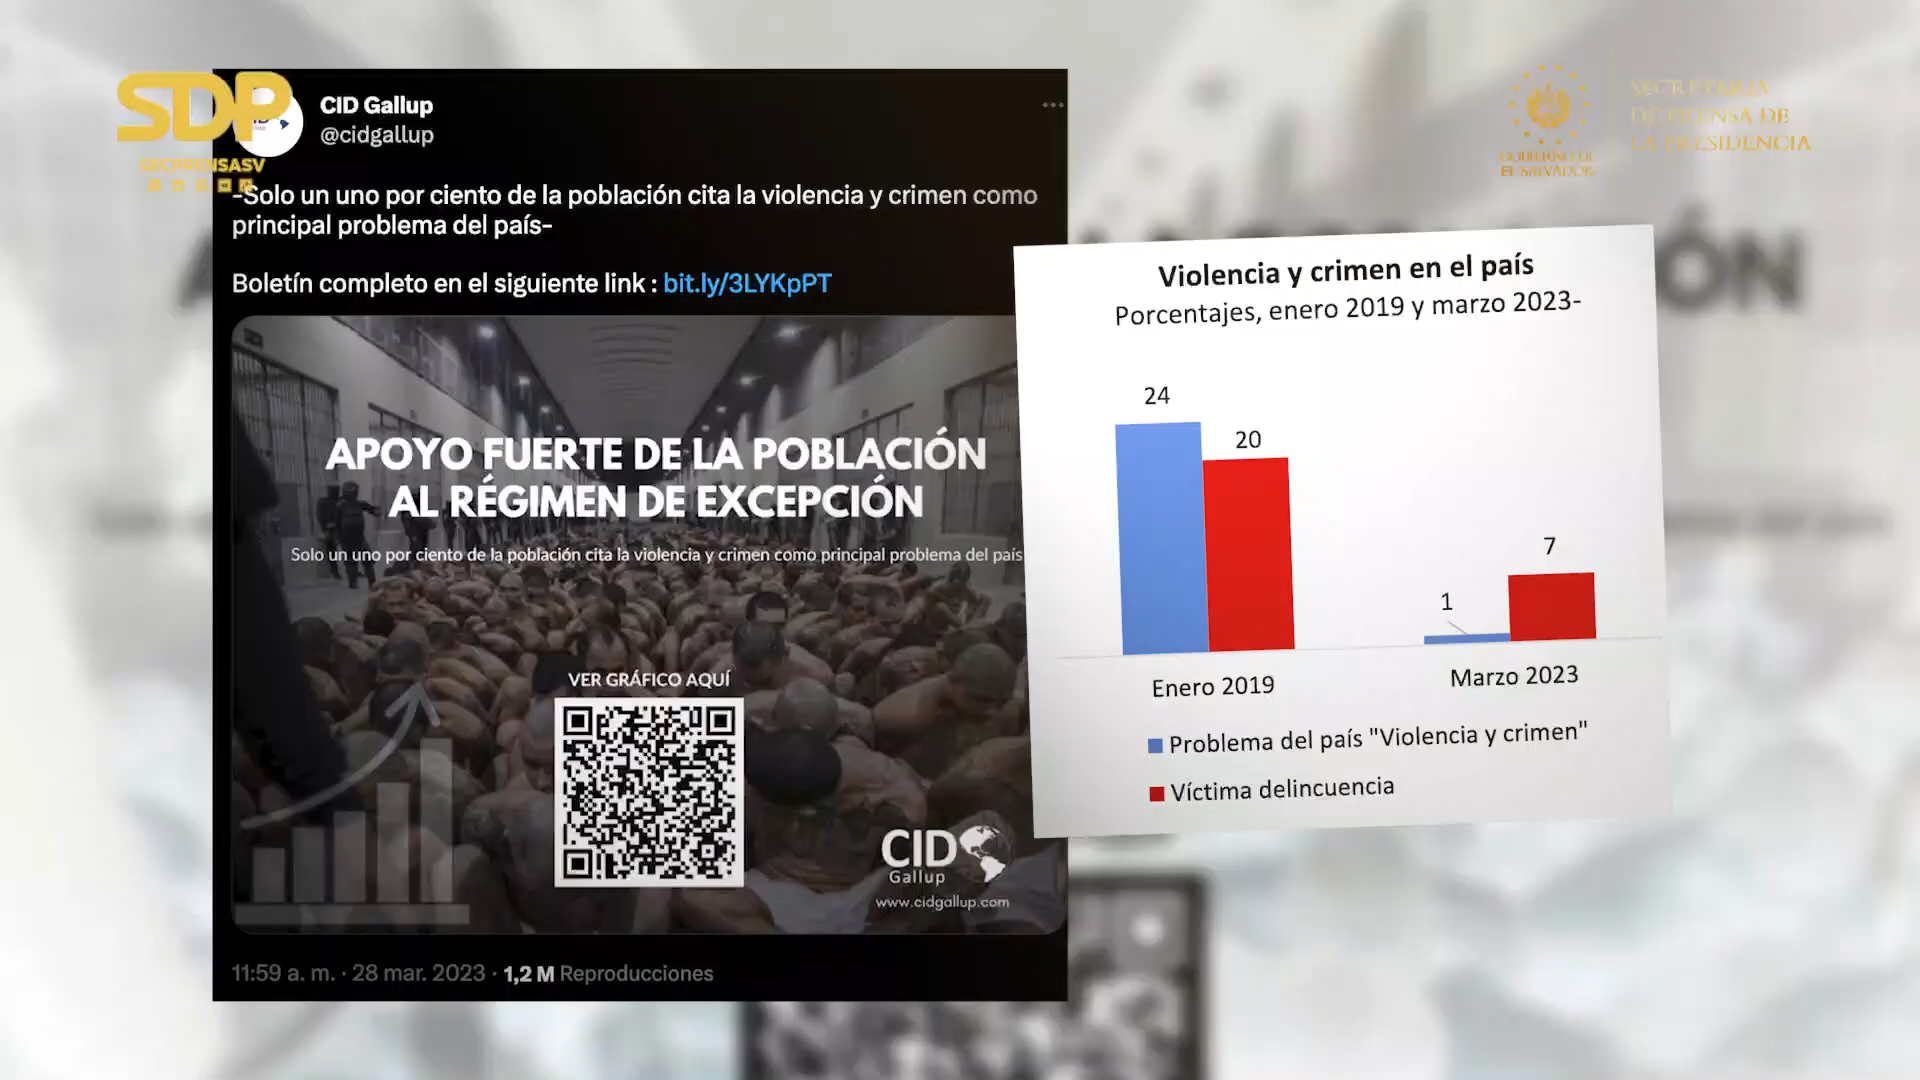 SDP
SECPRENSASV
CID Gallup
@cidgallup
-Solo un uno por ciento de la población cita la violencia y crimen como
principal problema del país-
Boletín completo en el siguiente link : bit.ly/3LYKpPT
APOYO FUERTE DE LA POBLACIÓN
AL RÉGIMEN DE EXCEPCIÓN
Solo un uno por ciento de la población cita la violencia y crimen como principal problema del país
VER GRÁFICO AQUÍ
CID
Gallup
www.cidgallup.com
11:59 a. m. · 28 mar. 2023 · 1,2 M Reproducciones
GOBIERNO DE
EL SALVADOR
SECRETARÍA
DE PRENSA DE
LA PRESIDENCIA
ÓN
Violencia y crimen en el país
Porcentajes, enero 2019 y marzo 2023-
24
20
1
7
Enero 2019
Marzo 2023
Problema del país "Violencia y crimen"
Víctima delincuencia